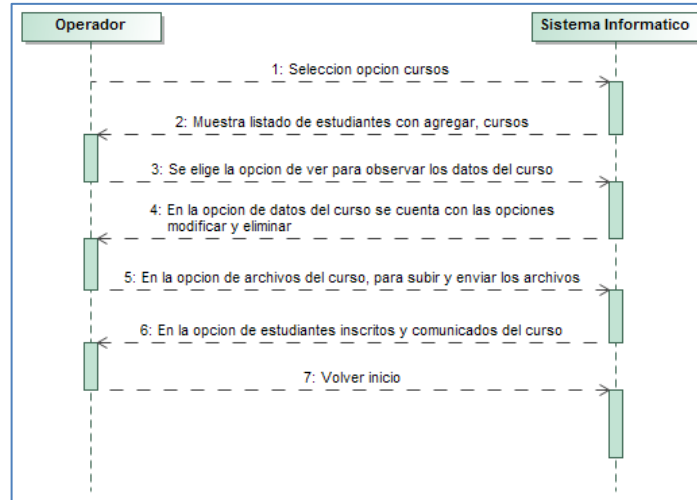 Operador
Sistema Informatico
1: Seleccion opcion cursos
2: Muestra listado de estudiantes con agregar, cursos
3: Se elige la opcion de ver para observar los datos del curso
4: En la opcion de datos del curso se cuenta con las opciones
modificar y eliminar
5: En la opcion de archivos del curso, para subir y enviar los archivos
6: En la opcion de estudiantes inscritos y comunicados del curso
7: Volver inicio